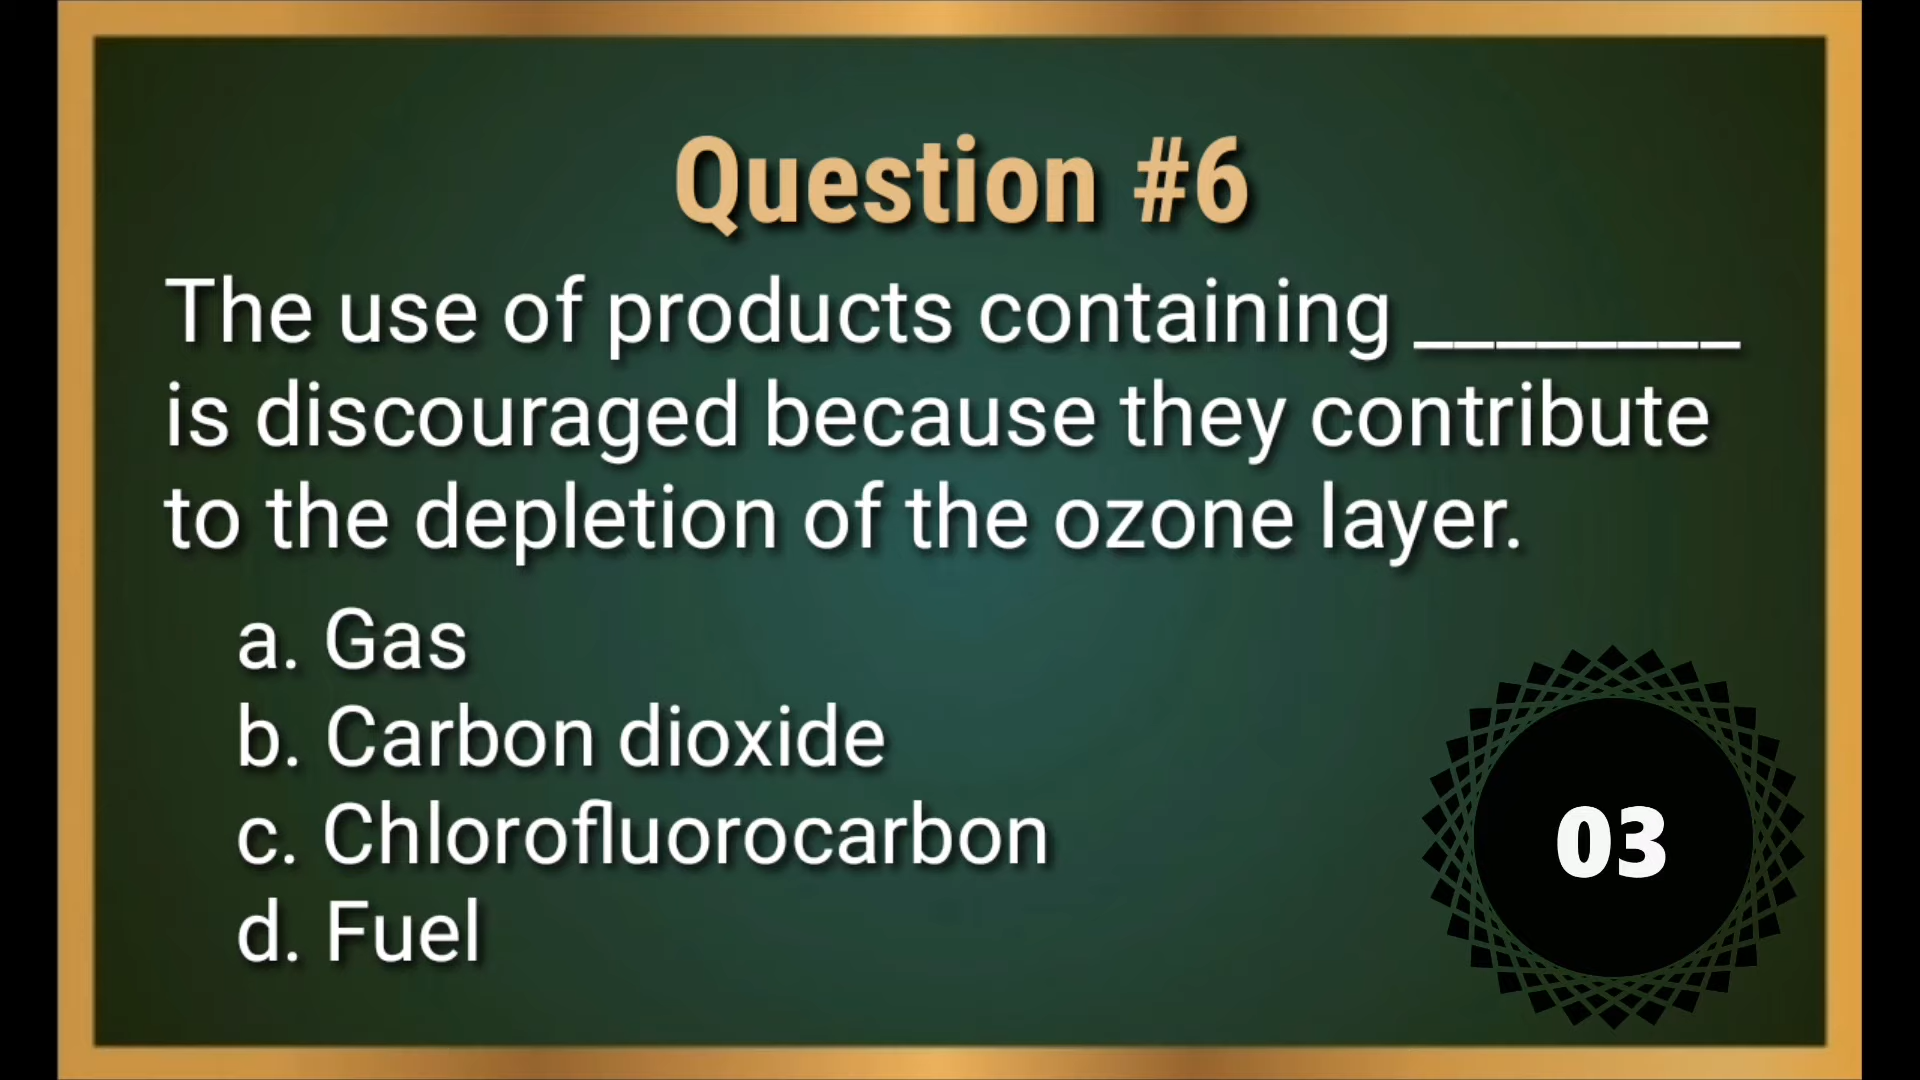 Question #6
The use of products containing ________
is discouraged because they contribute
to the depletion of the ozone layer.
a. Gas
b. Carbon dioxide
c. Chlorofluorocarbon
d. Fuel
03